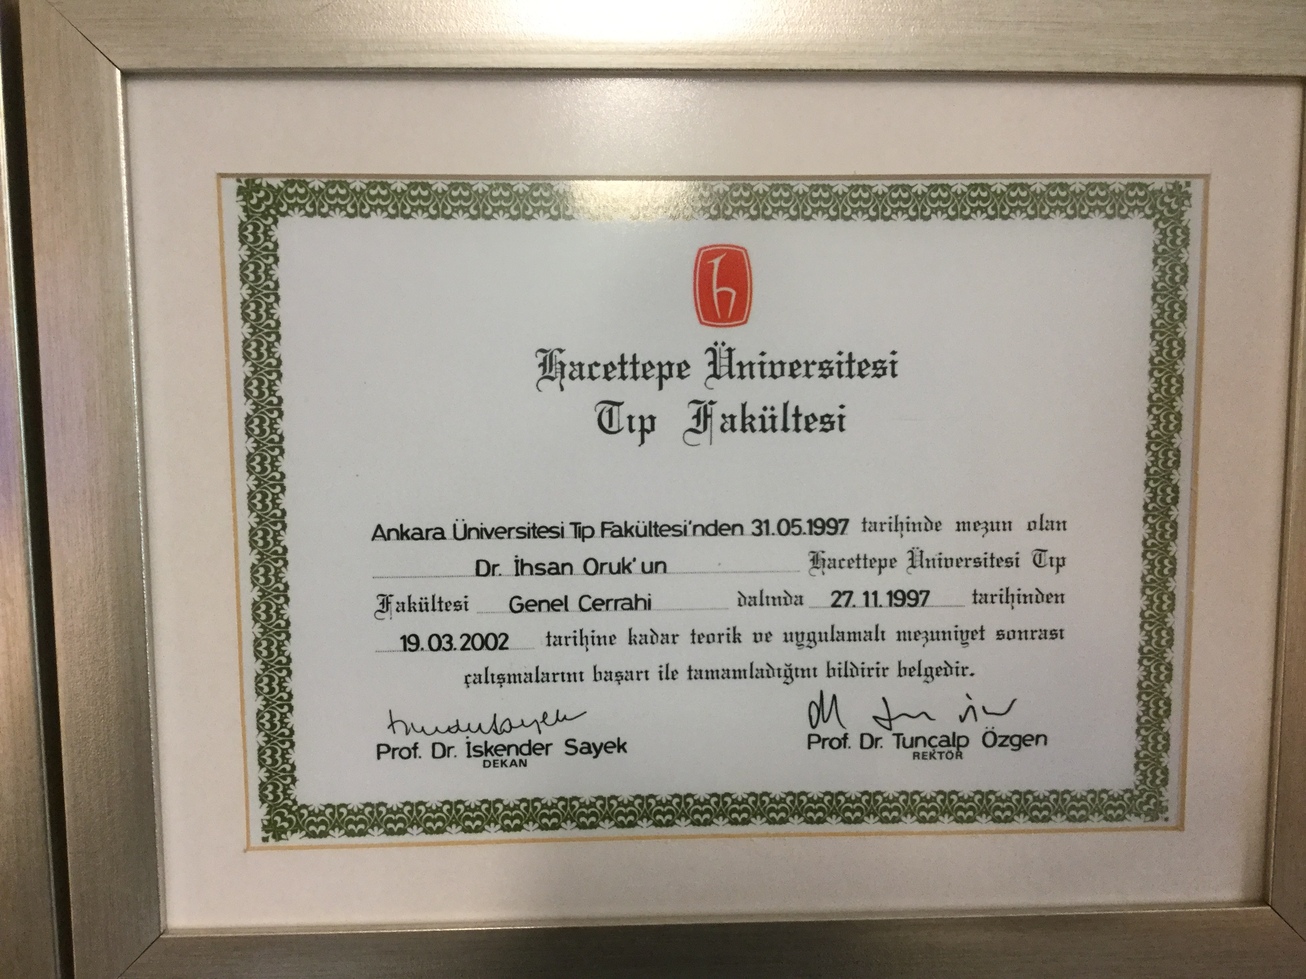 Hacettepe Üniversitesi
Tıp Fakültesi
Ankara Üniversitesi Tıp Fakültesi'nden 31.05.1997 tarihinde mezun olan
Dr. İhsan Oruk'un Hacettepe Üniversitesi Tıp
Fakültesi Genel Cerrahi dalında 27.11.1997 tarihinden
19.03.2002 tarihine kadar teorik ve uygulamalı mezuniyet sonrası
çalışmalarını başarı ile tamamladığını bildirir belgedir.
Prof. Dr. İskender Sayek
DEKAN
Prof. Dr. Tunçalp Özgen
REKTÖR